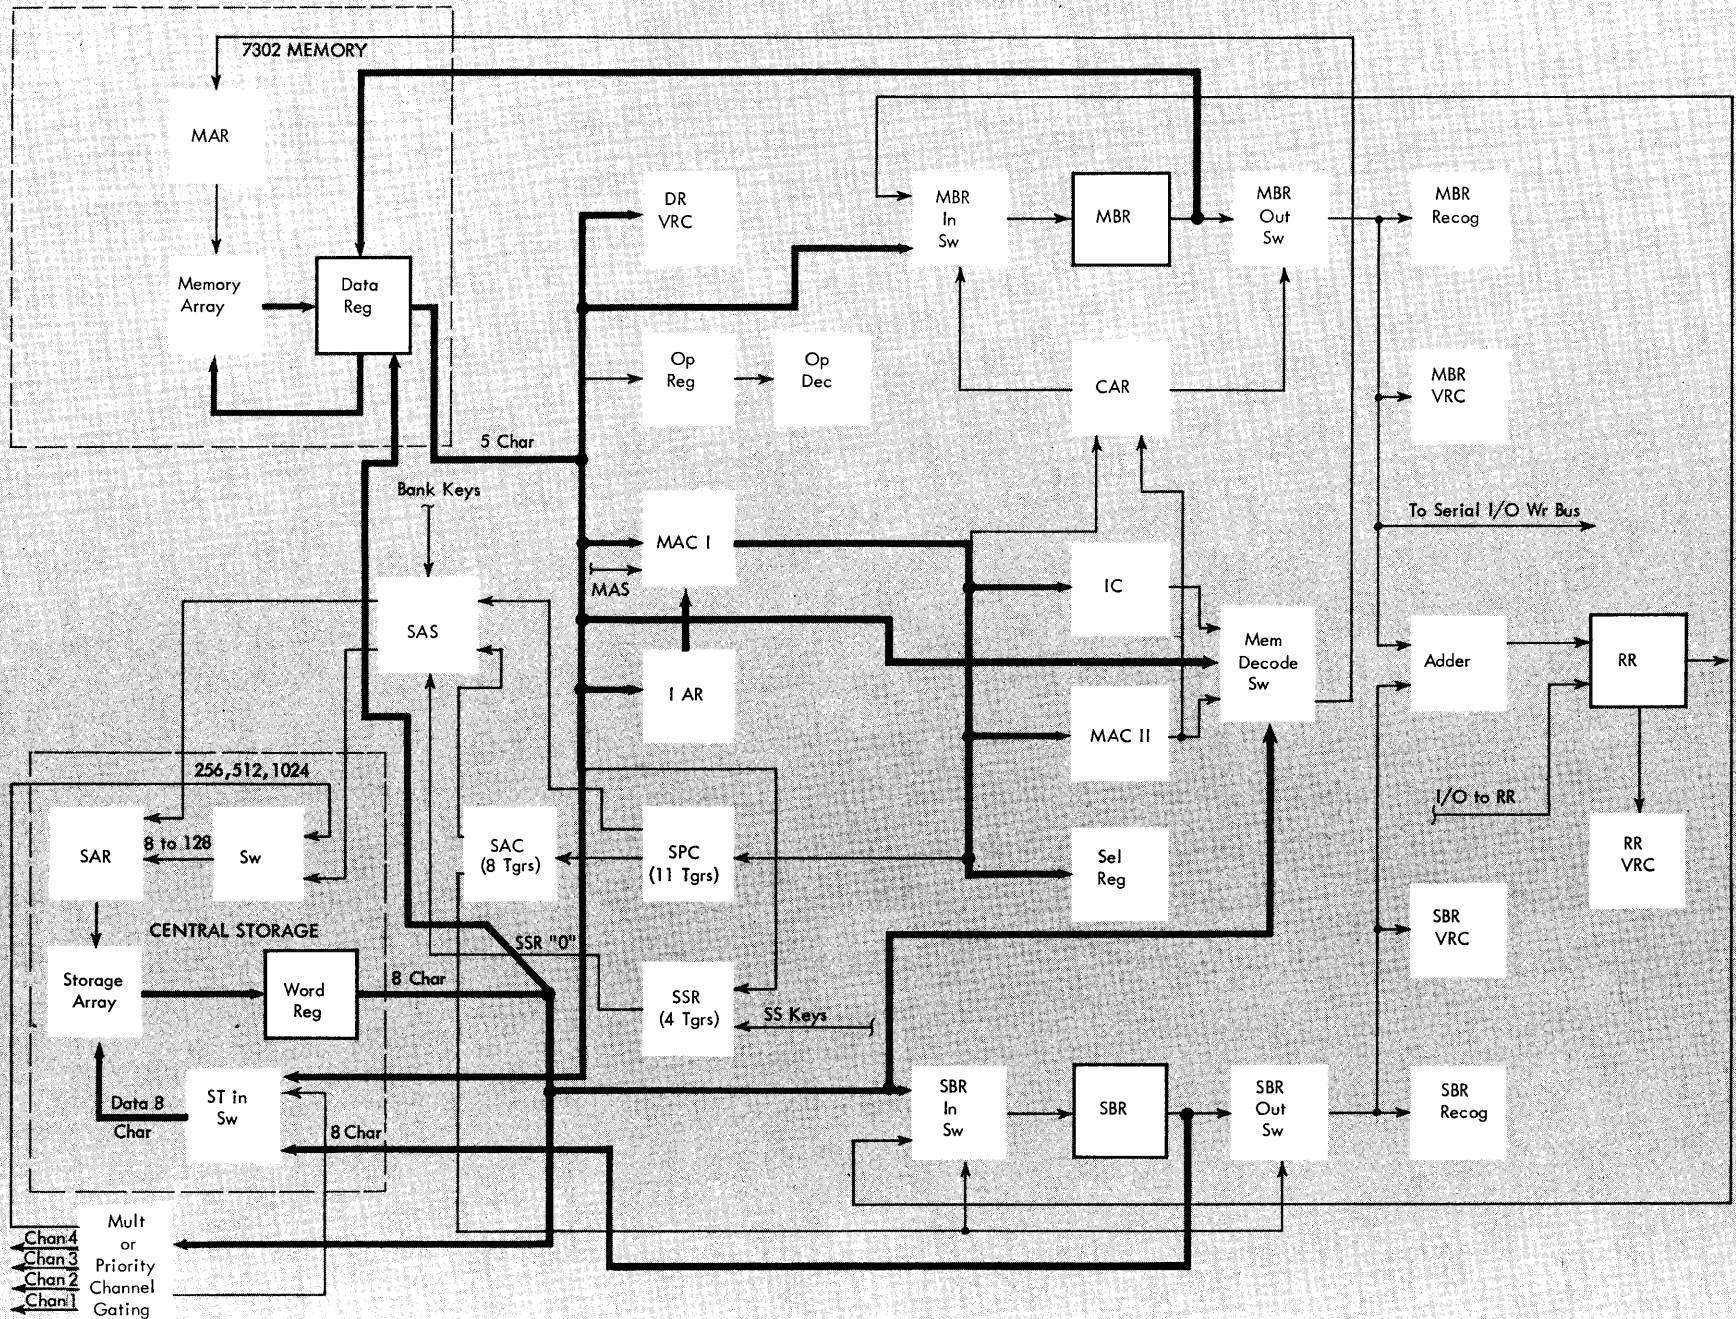 7302 MEMORY
MAR
Memory
Array
Data
Reg
DR
VRC
MBR
In
Sw
MBR
MBR
Out
Sw
MBR
Recog
Op
Reg
Op
Dec
CAR
MBR
VRC
5 Char
Bank Keys
To Serial I/O Wr Bus
MAC I
MAS
IC
SAS
I AR
Mem
Decode
Sw
Adder
RR
MAC II
256,512,1024
I/O to RR
SAR
8 to 128
Sw
SAC
(8 Tgrs)
SPC
(11 Tgrs)
Sel
Reg
RR
VRC
CENTRAL STORAGE
SSR "0"
SBR
VRC
Storage
Array
Word
Reg
8 Char
SSR
(4 Tgrs)
SS Keys
Data 8
Char
ST in
Sw
8 Char
SBR
In
Sw
SBR
SBR
Out
Sw
SBR
Recog
Mult
or
Priority
Channel
Gating
Chan 4
Chan 3
Chan 2
Chan 1